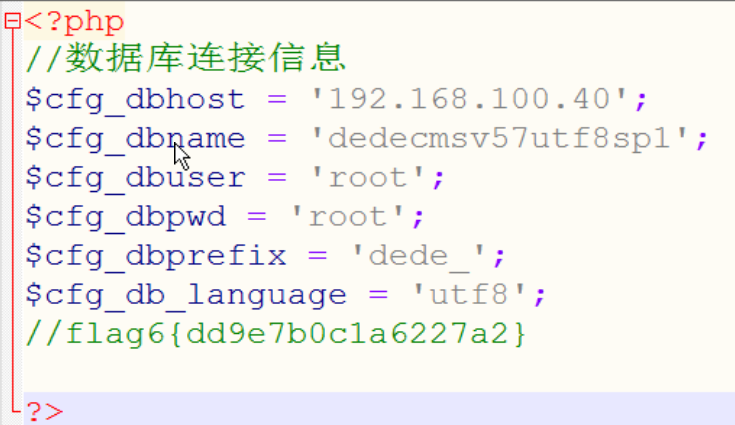 <?php
//数据库连接信息
$cfg_dbhost = '192.168.100.40';
$cfg_dbname = 'dedecmsv57utf8sp1';
$cfg_dbuser = 'root';
$cfg_dbpwd = 'root';
$cfg_dbprefix = 'dede_';
$cfg_db_language = 'utf8';
//flag6{dd9e7b0c1a6227a2}
?>